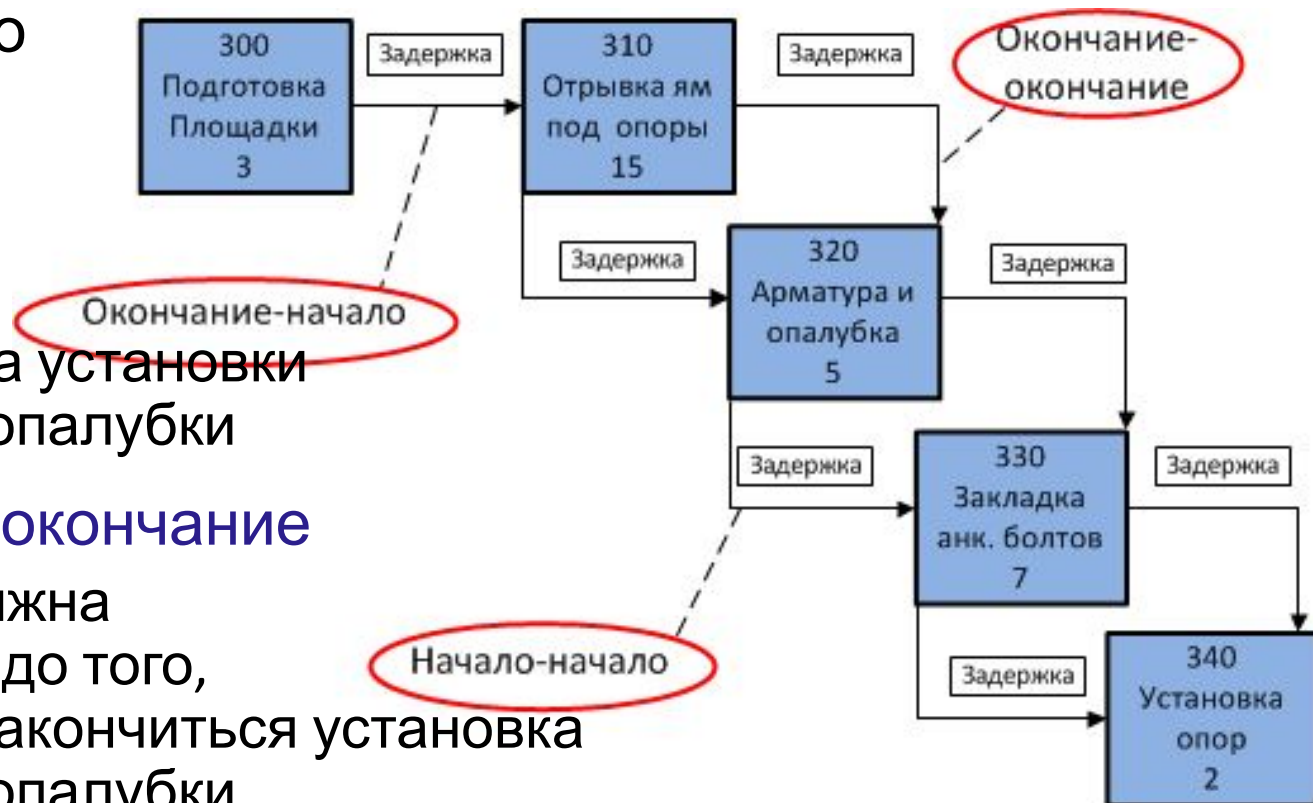 о
а установки
опалубки
окончание
жна
до того,
акончиться установка
опалубки
300
Подготовка
Площадки
3
Задержка
310
Отрывка ям
под опоры
15
Задержка
Окончание-
окончание
Окончание-начало
Задержка
320
Арматура и
опалубка
5
Задержка
Задержка
330
Закладка
анк. болтов
7
Задержка
Начало-начало
Задержка
340
Установка
опор
2